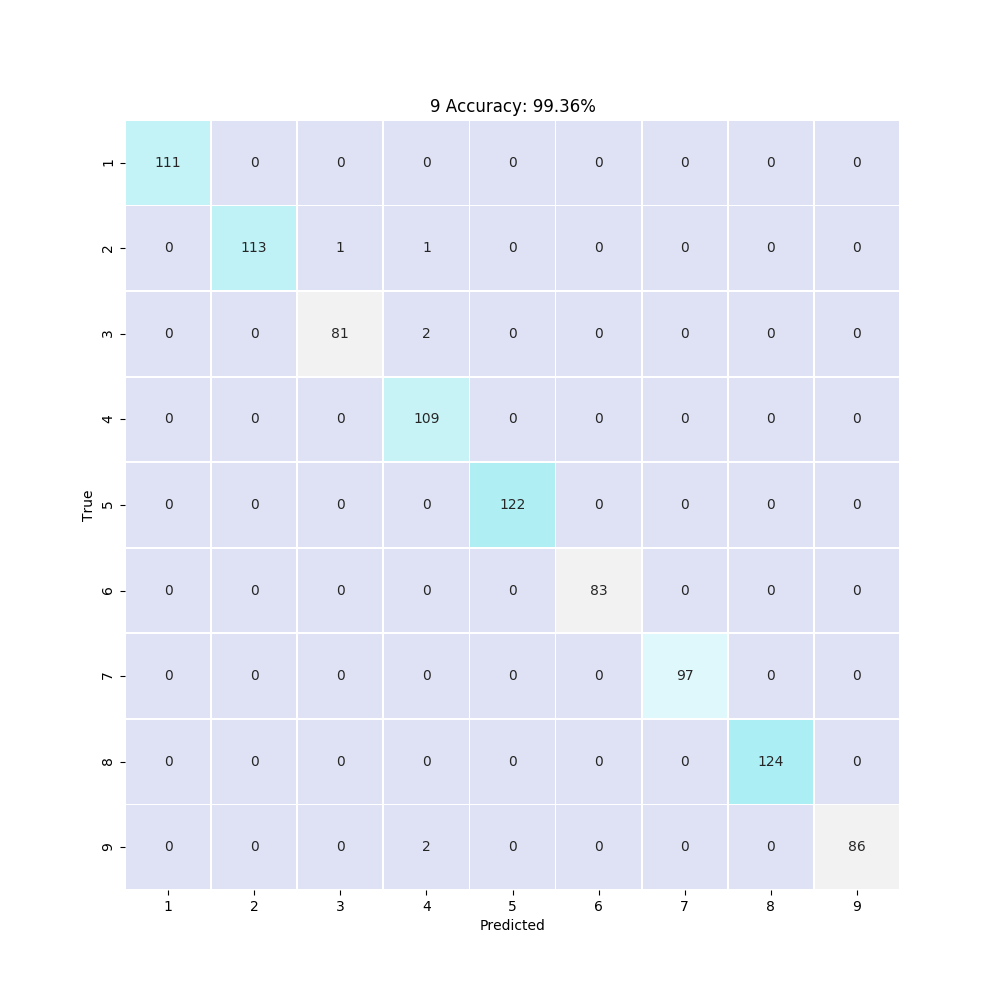 9 Accuracy: 99.36%
1 111 0 0 0 0 0 0 0 0
2 0 113 1 1 0 0 0 0 0
3 0 0 81 2 0 0 0 0 0
4 0 0 0 109 0 0 0 0 0
True
5 0 0 0 0 122 0 0 0 0
6 0 0 0 0 0 83 0 0 0
7 0 0 0 0 0 0 97 0 0
8 0 0 0 0 0 0 0 124 0
9 0 0 0 2 0 0 0 0 86
1 2 3 4 5 6 7 8 9
Predicted